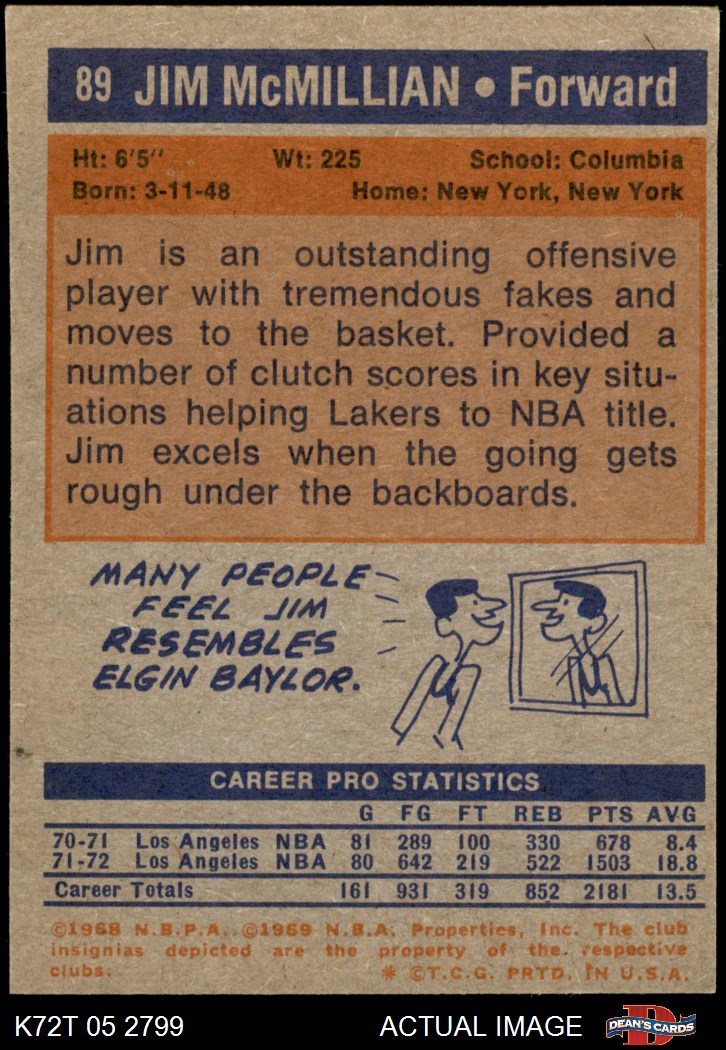 89 JIM McMILLIAN • Forward
Ht: 6'5" Wt: 225 School: Columbia
Born: 3-11-48 Home: New York, New York
Jim is an outstanding offensive
player with tremendous fakes and
moves to the basket. Provided a
number of clutch scores in key situ-
ations helping Lakers to NBA title.
Jim excels when the going gets
rough under the backboards.
MANY PEOPLE
FEEL JIM
RESEMBLES
ELGIN BAYLOR.
CAREER PRO STATISTICS
G FG FT REB PTS AVG
70-71 Los Angeles NBA 81 289 100 330 678 8.4
71-72 Los Angeles NBA 80 642 219 522 1503 18.8
Career Totals 161 931 319 852 2181 13.5
©1968 N.B.P.A. ©1969 N.B.A. Properties, Inc. The club
insignias depicted are the property of the respective
clubs. * ©T.C.G. PRTD. IN U.S.A.
K72T 05 2799 ACTUAL IMAGE D DEAN'S CARDS